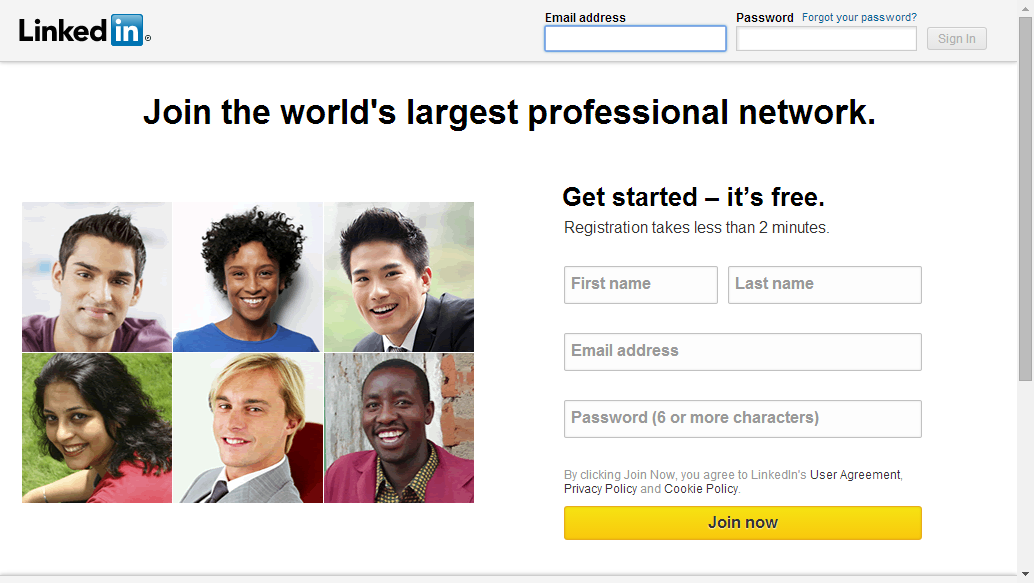 Linked in ®
Email address
Password Forgot your password?
Sign In
Join the world's largest professional network.
Get started – it’s free.
Registration takes less than 2 minutes.
First name
Last name
Email address
Password (6 or more characters)
By clicking Join Now, you agree to LinkedIn's User Agreement,
Privacy Policy and Cookie Policy.
Join now